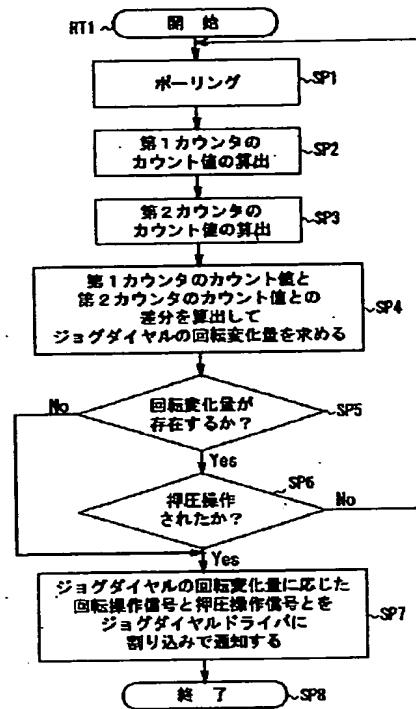 RT1
開 始
ポーリング
SP1
第1カウンタの
カウント値の算出
SP2
第2カウンタの
カウント値の算出
SP3
第1カウンタのカウント値と
第2カウンタのカウント値との
差分を算出して
ジョグダイヤルの回転変化量を求める
SP4
No
回転変化量が
存在するか?
SP5
Yes
SP6
押圧操作
されたか?
No
Yes
ジョグダイヤルの回転変化量に応じた
回転操作信号と押圧操作信号とを
ジョグダイヤルドライバに
割り込みで通知する
SP7
終 了
SP8